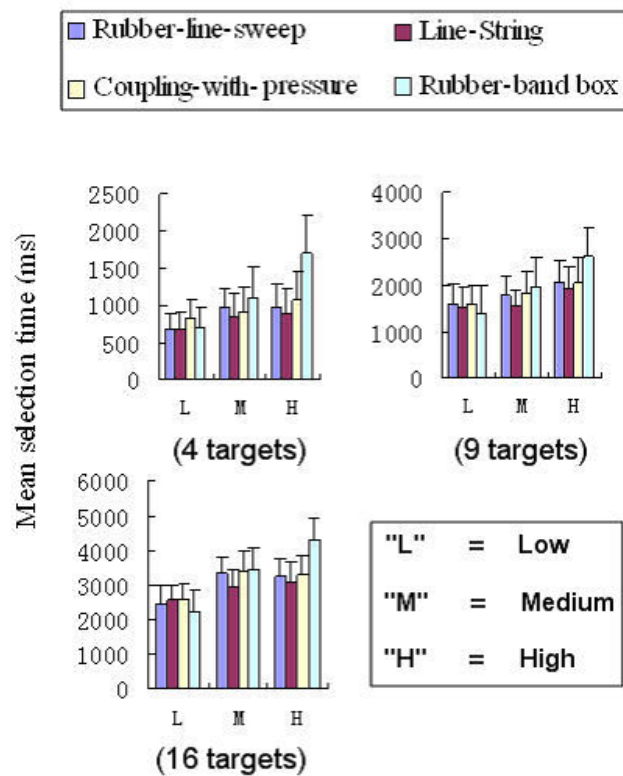 Rubber-line-sweep Line-String
Coupling-with- pressure Rubber-band box
Mean selection time (ms)
2500
2000
1500
1000
500
0
L M H
(4 targets)
4000
3000
2000
1000
0
L M H
(9 targets)
6000
5000
4000
3000
2000
1000
0
L M H
(16 targets)
"L" = Low
"M" = Medium
"H" = High